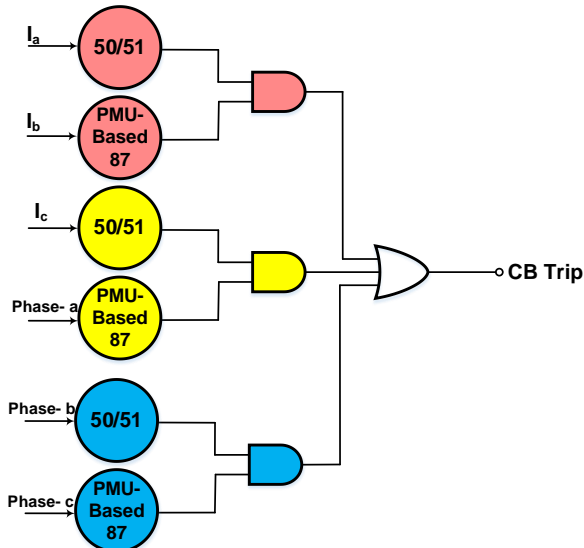 Ia
50/51
Ib
PMU-
Based
87
Ic
50/51
Phase- a
PMU-
Based
87
CB Trip
Phase- b
50/51
Phase- c
PMU-
Based
87